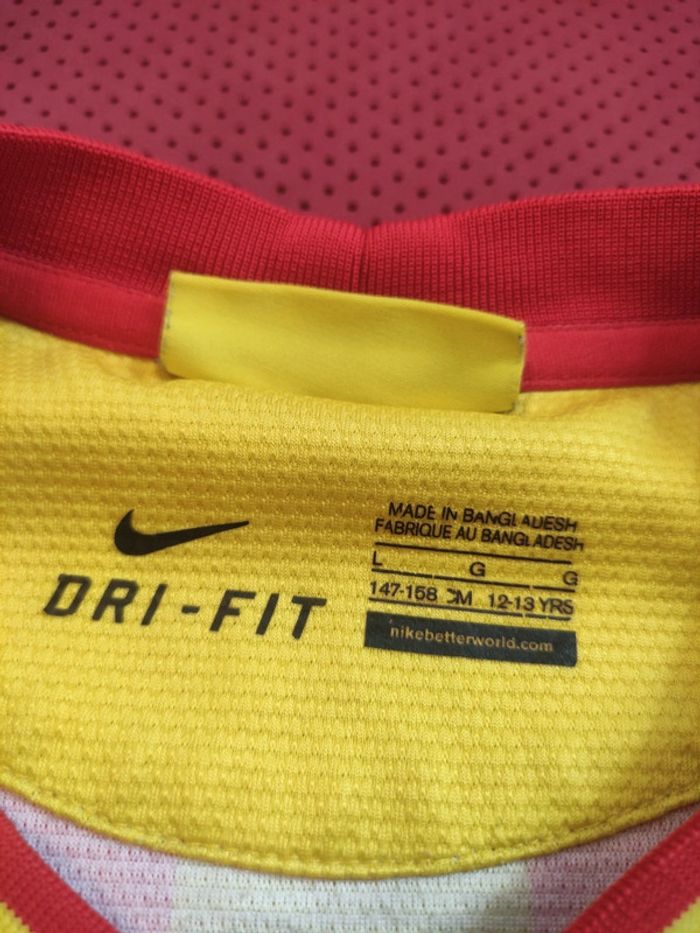 DRI-FIT
MADE IN BANGLADESH
FABRIQUE AU BANGLADESH
L G G
147-158 CM 12-13 YRS
nikebetterworld.com